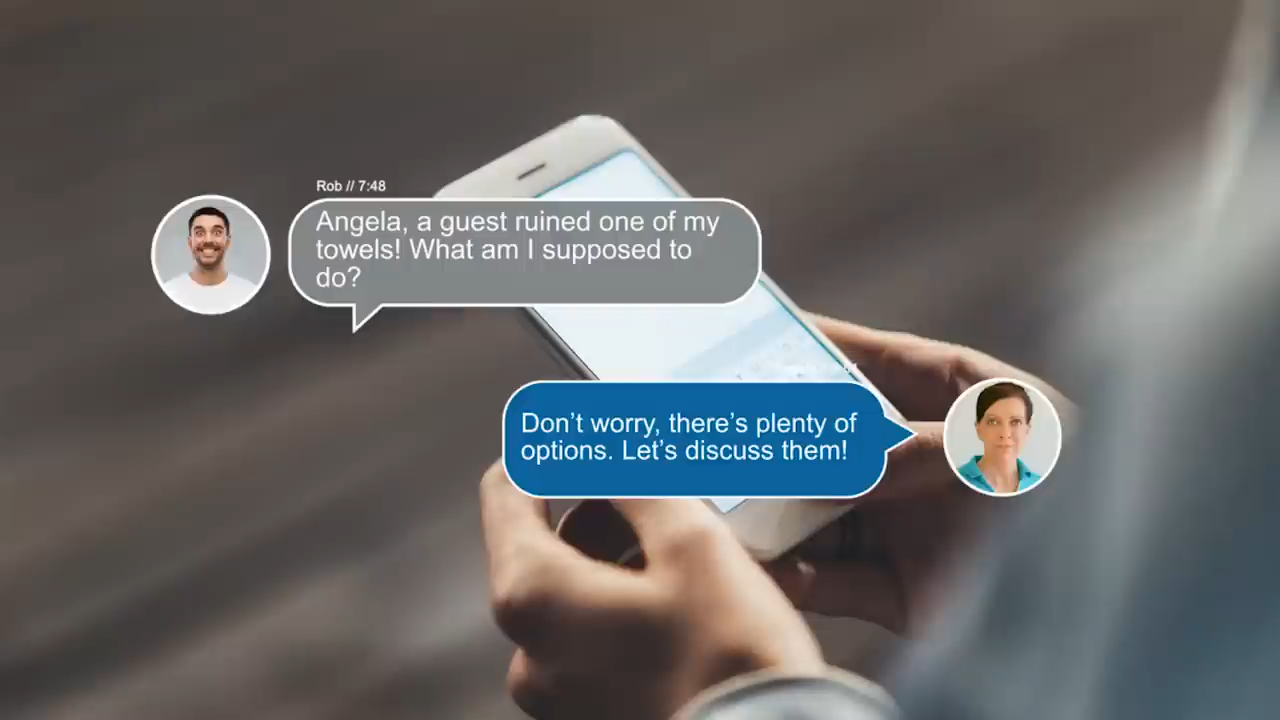 Rob // 7:48
Angela, a guest ruined one of my
towels! What am I supposed to
do?
Don’t worry, there’s plenty of
options. Let’s discuss them!